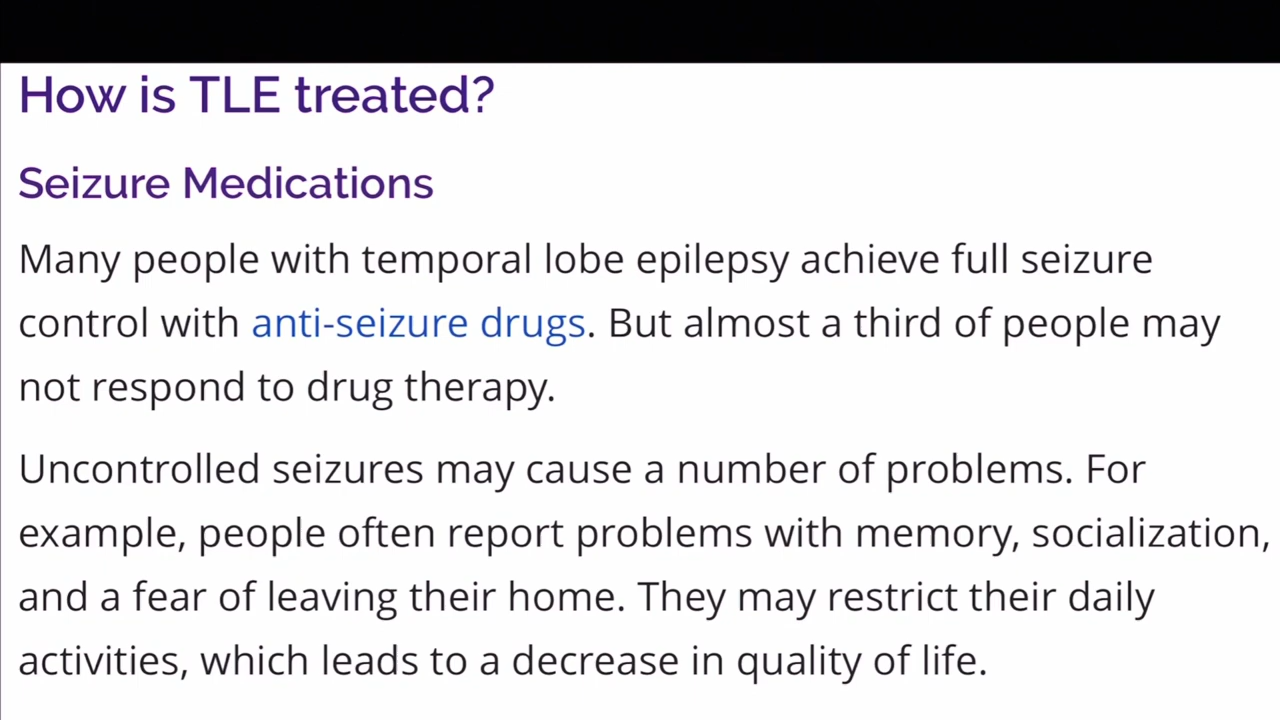 How is TLE treated?
Seizure Medications
Many people with temporal lobe epilepsy achieve full seizure
control with anti-seizure drugs. But almost a third of people may
not respond to drug therapy.
Uncontrolled seizures may cause a number of problems. For
example, people often report problems with memory, socialization,
and a fear of leaving their home. They may restrict their daily
activities, which leads to a decrease in quality of life.